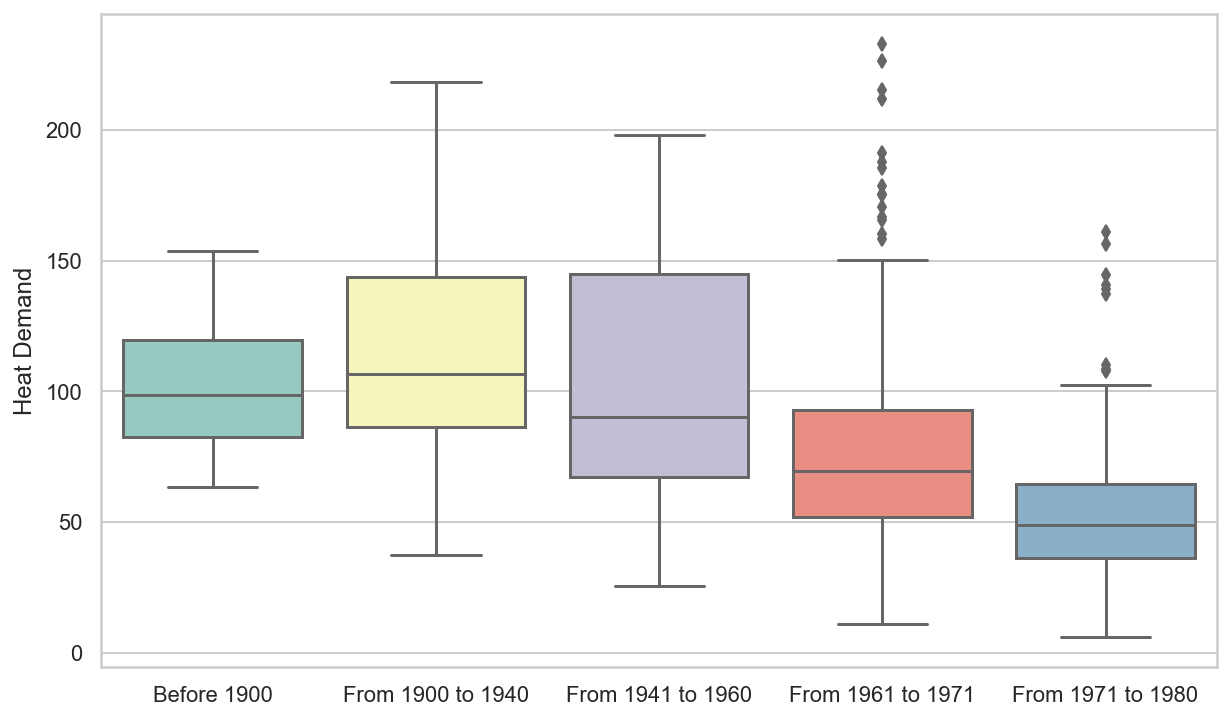 Heat Demand
200
150
100
50
0
Before 1900
From 1900 to 1940
From 1941 to 1960
From 1961 to 1971
From 1971 to 1980